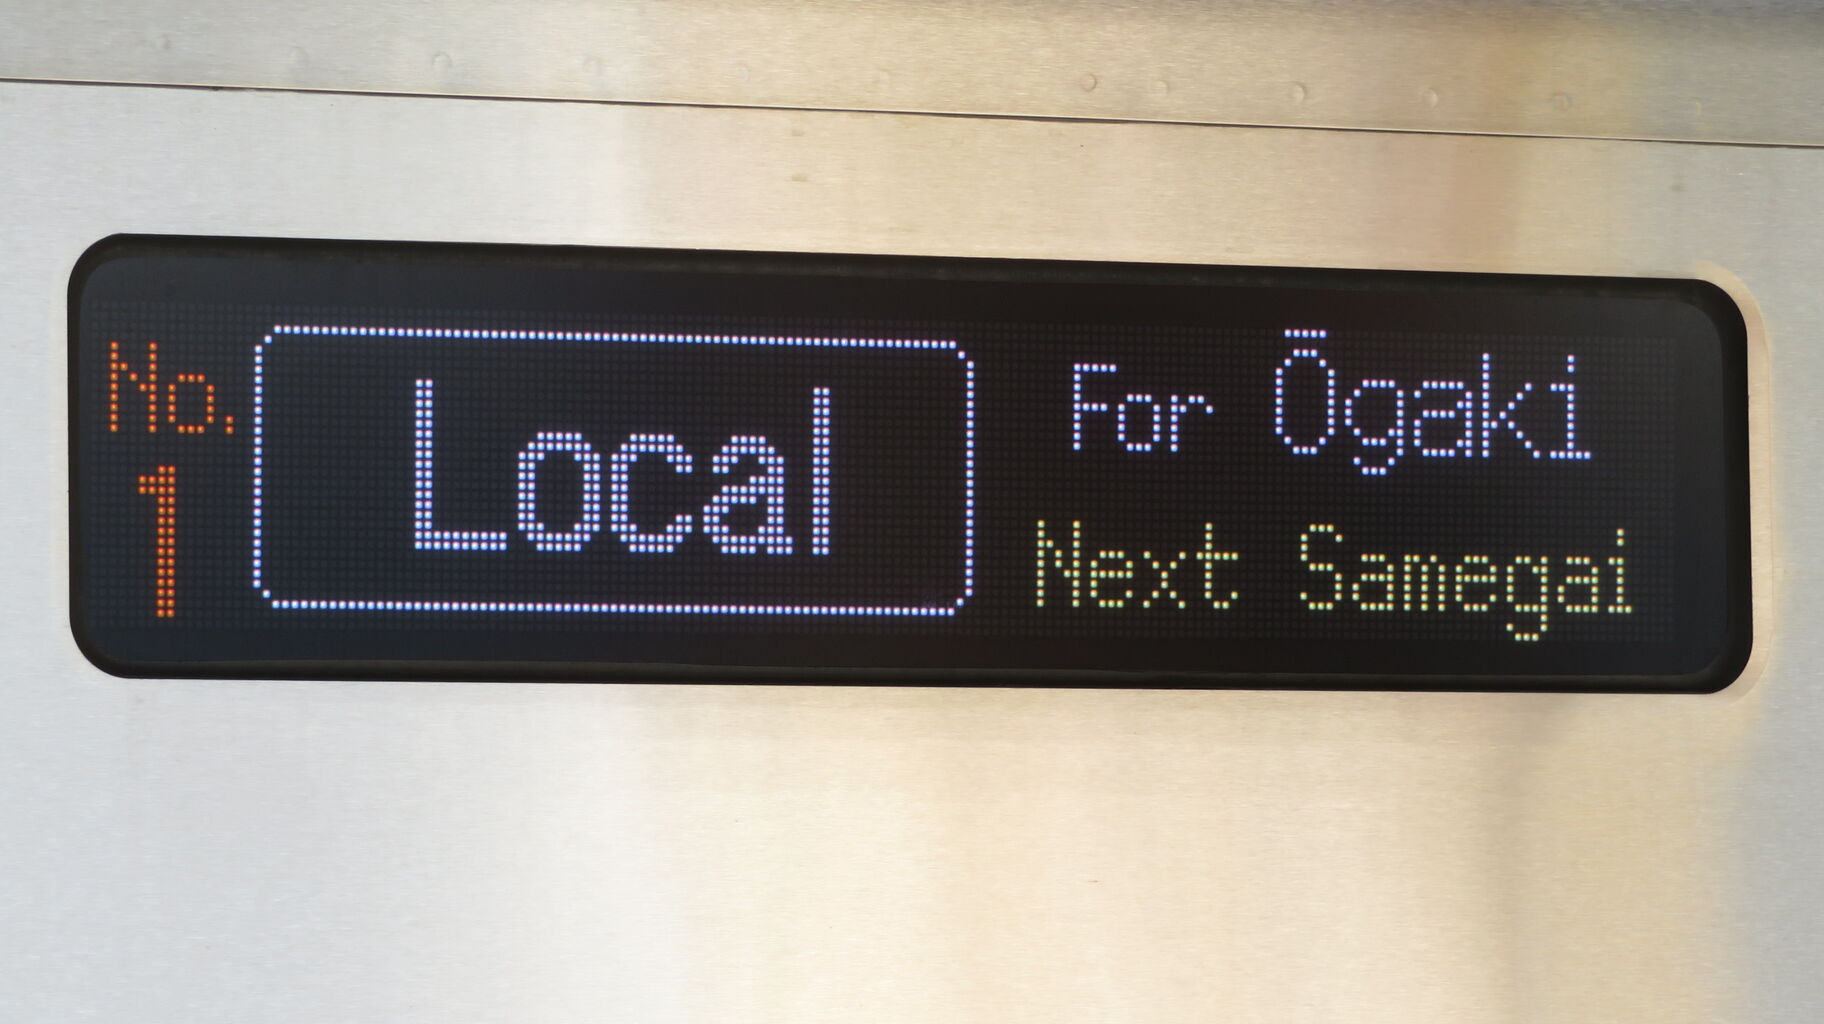 No.
1
Local
For Ōgaki
Next Samegai